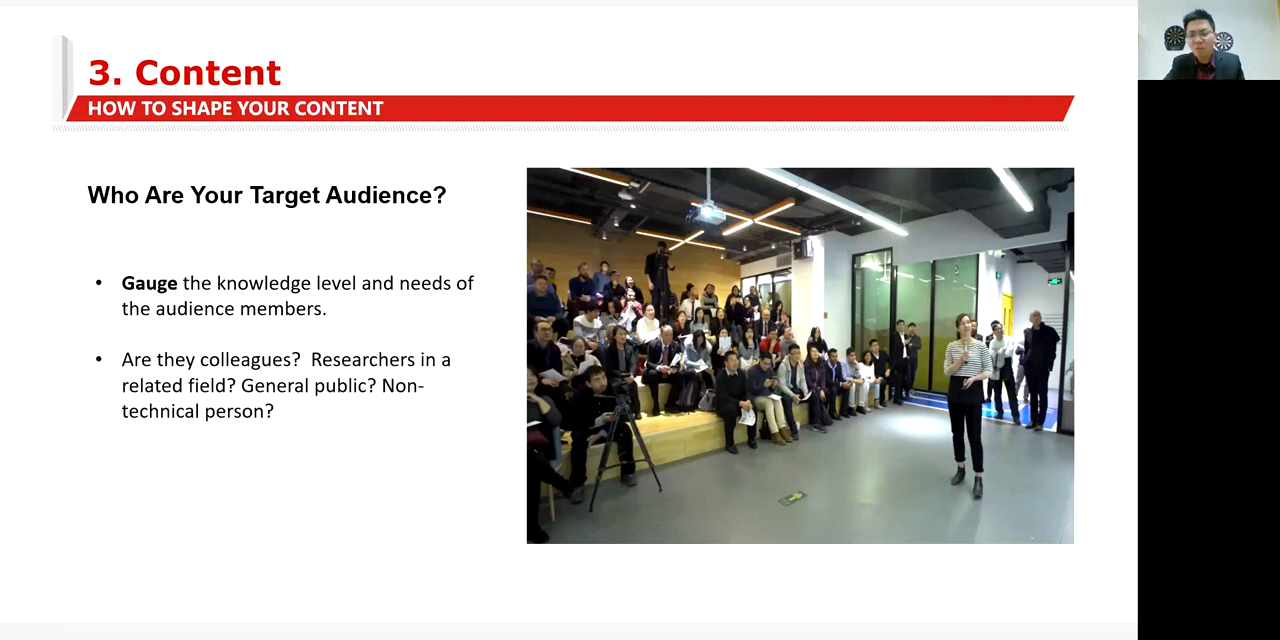 3. Content
HOW TO SHAPE YOUR CONTENT
Who Are Your Target Audience?
• Gauge the knowledge level and needs of
the audience members.
• Are they colleagues?  Researchers in a
related field? General public? Non-
technical person?